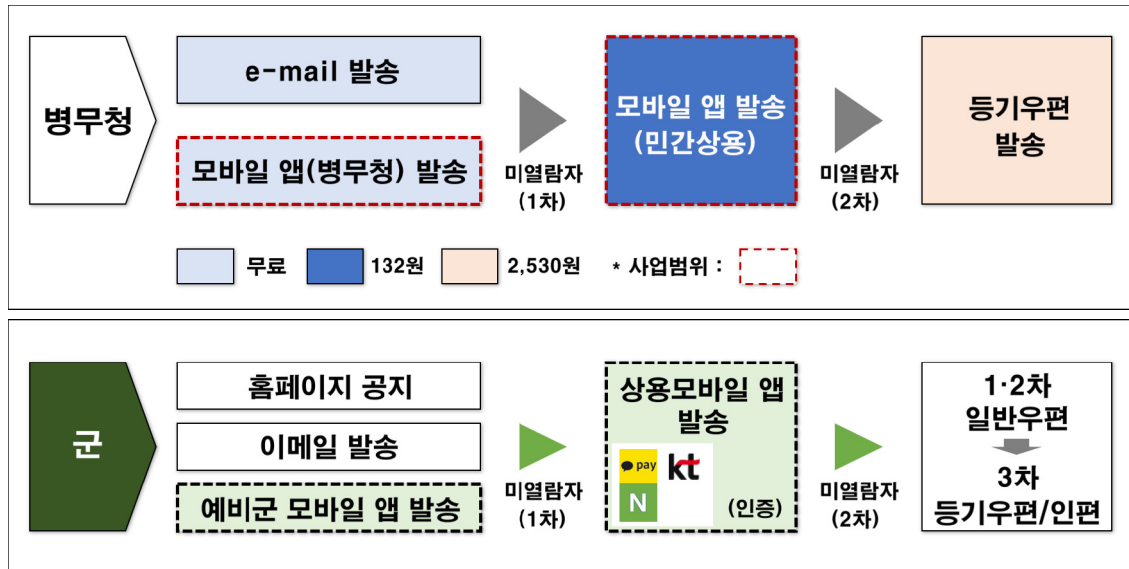 병무청
e-mail 발송
모바일 앱(병무청) 발송
미열람자
(1차)
모바일 앱 발송
(민간상용)
미열람자
(2차)
등기우편
발송
무료
132원
2,530원
* 사업범위 :
군
홈페이지 공지
이메일 발송
예비군 모바일 앱 발송
미열람자
(1차)
상용모바일 앱
발송
pay
kt
N
(인증)
미열람자
(2차)
1·2차
일반우편
3차
등기우편/인편